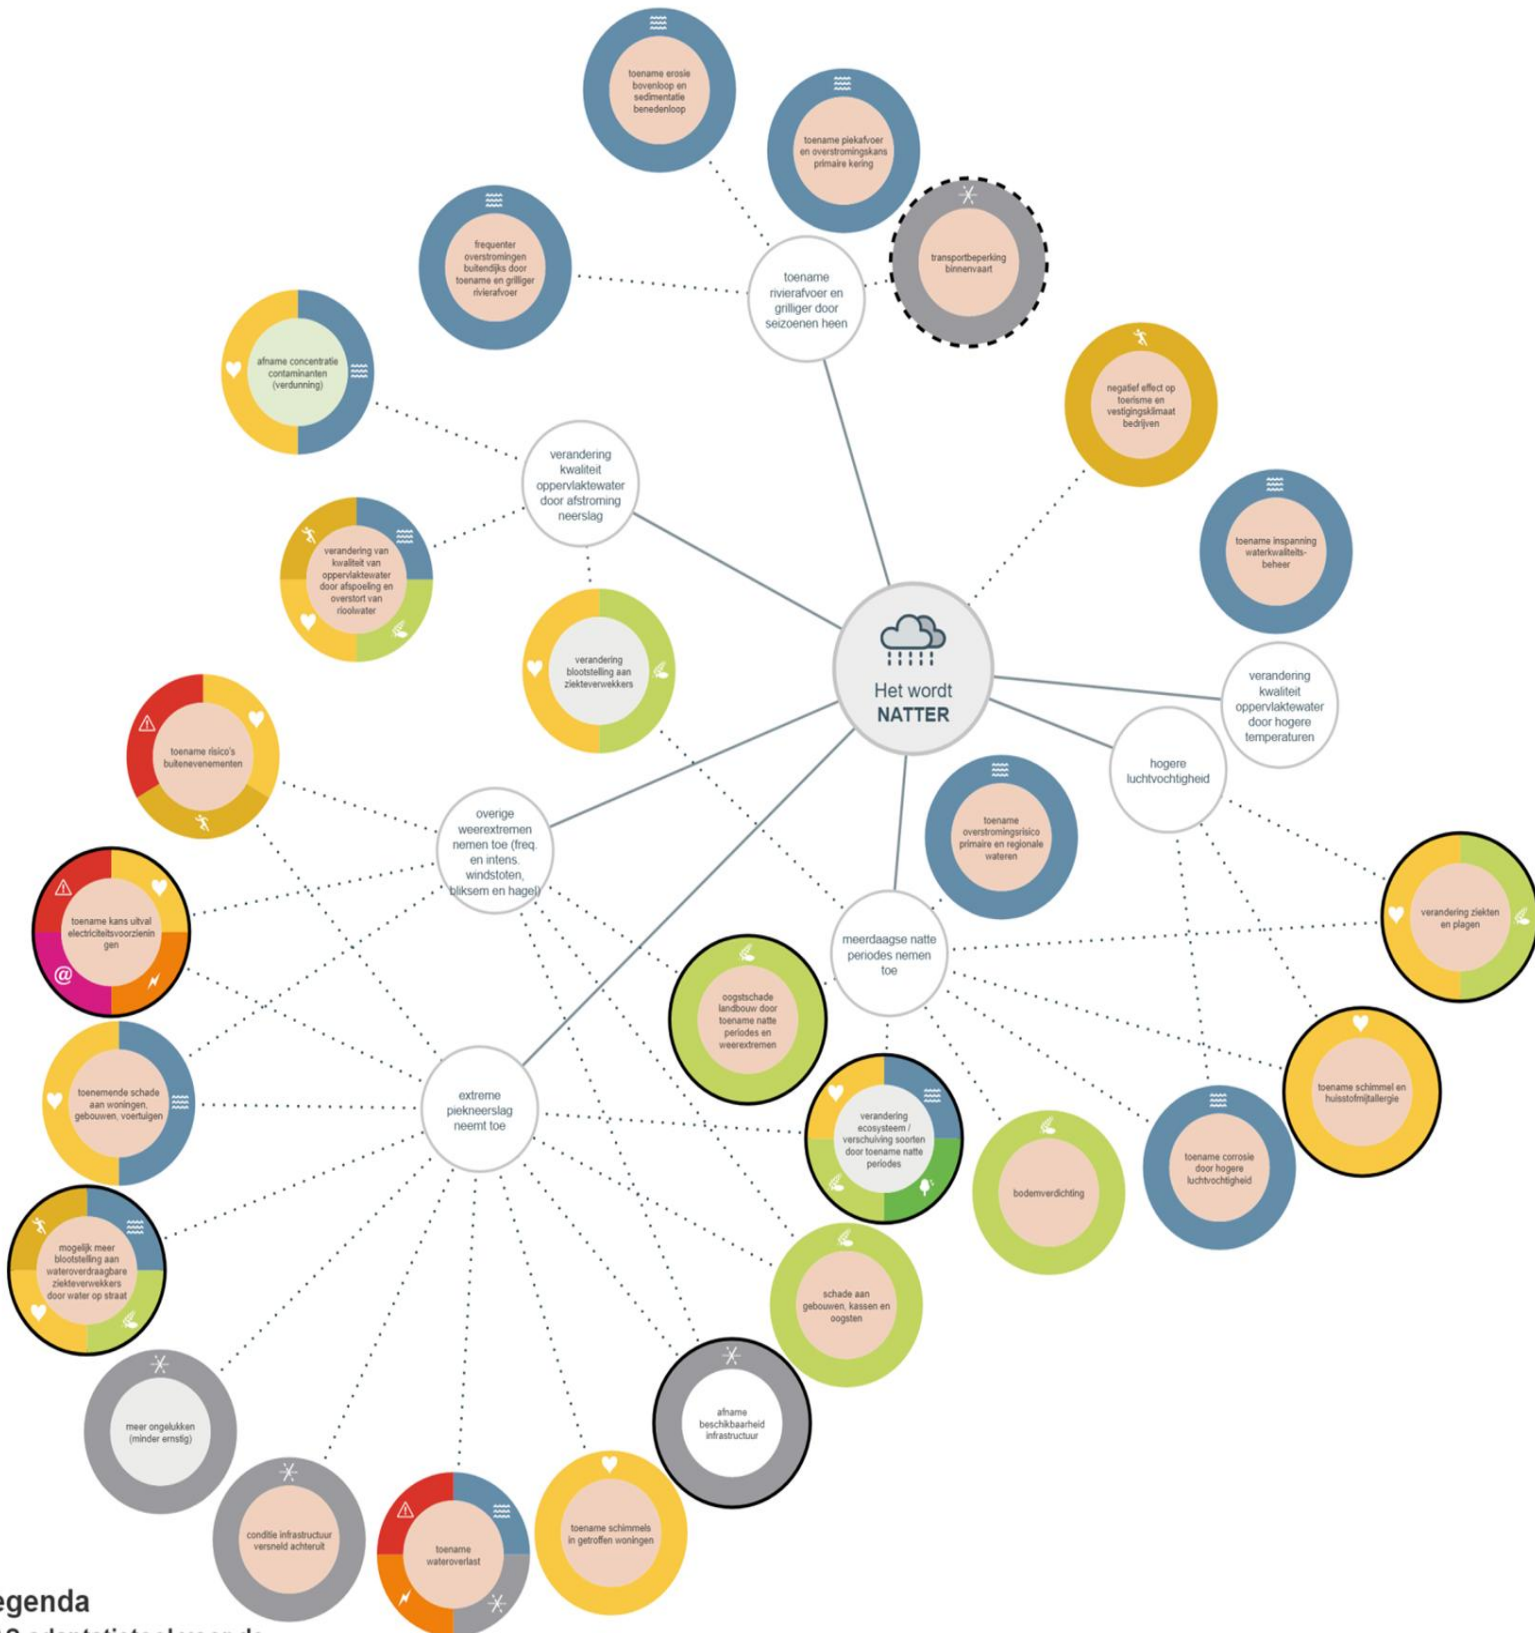 toename erosie
bovenloop en
sedimentatie
benedenloop
toename piekafvoer
en overstromingskans
primaire kering
frequenter
overstromingen
buitendijks door
toename en grilliger
rivierafvoer
toename
rivierafvoer en
grilliger door
seizoenen heen
transportbeperking
binnenvaart
afname concentratie
contaminanten
(verdunning)
negatief effect op
toerisme en
vestigingsklimaat
bedrijven
verandering
kwaliteit
oppervlaktewater
door afstroming
neerslag
toename inspanning
waterkwaliteits-
beheer
verandering van
kwaliteit van
oppervlaktewater
door afspoeling en
overstort van
rioolwater
verandering
blootstelling aan
ziekteverwekkers
Het wordt
NATTER
verandering
kwaliteit
oppervlaktewater
door hogere
temperaturen
hogere
luchtvochtigheid
toename risico's
buitenevenementen
overige
weerextremen
nemen toe (freq.
en intens.
windstoten,
bliksem en hagel)
toename
overstromingsrisico
primaire en regionale
wateren
toename kans uitval
electriciteitsvoorzienin
gen
meerdaagse natte
periodes nemen
toe
verandering ziekten
en plagen
oogstschade
landbouw door
toename natte
periodes en
weerextremen
toenemende schade
aan woningen,
gebouwen, voertuigen
@
extreme
piekneerslag
neemt toe
verandering
ecosysteem /
verschuiving soorten
door toename natte
periodes
toename schimmel en
huisstofmijtallergie
bodemverdichting
toename corrosie
door hogere
luchtvochtigheid
mogelijk meer
blootstelling aan
wateroverdraagbare
ziekteverwekkers
door water op straat
schade aan
gebouwen, kassen en
oogsten
meer ongelukken
(minder ernstig)
afname
beschikbaarheid
infrastructuur
conditie infrastructuur
versneld achteruit
toename
wateroverlast
toename schimmels
in getroffen woningen
egenda